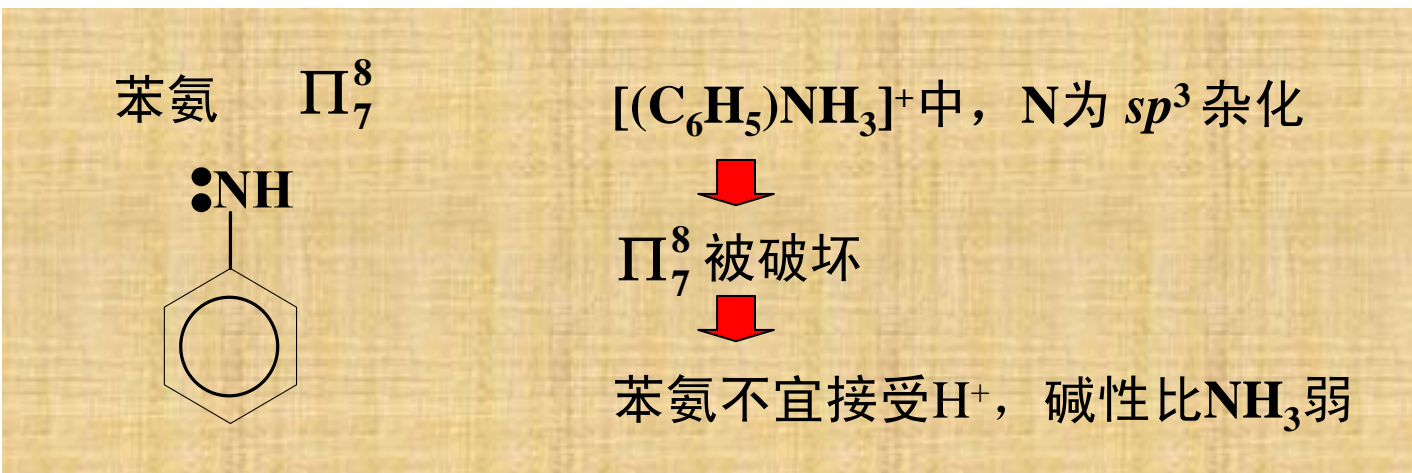 苯氨 Π₇⁸
:NH
[(C₆H₅)NH₃]⁺中，N为 sp³ 杂化
Π₇⁸ 被破坏
苯氨不宜接受H⁺，碱性比NH₃弱